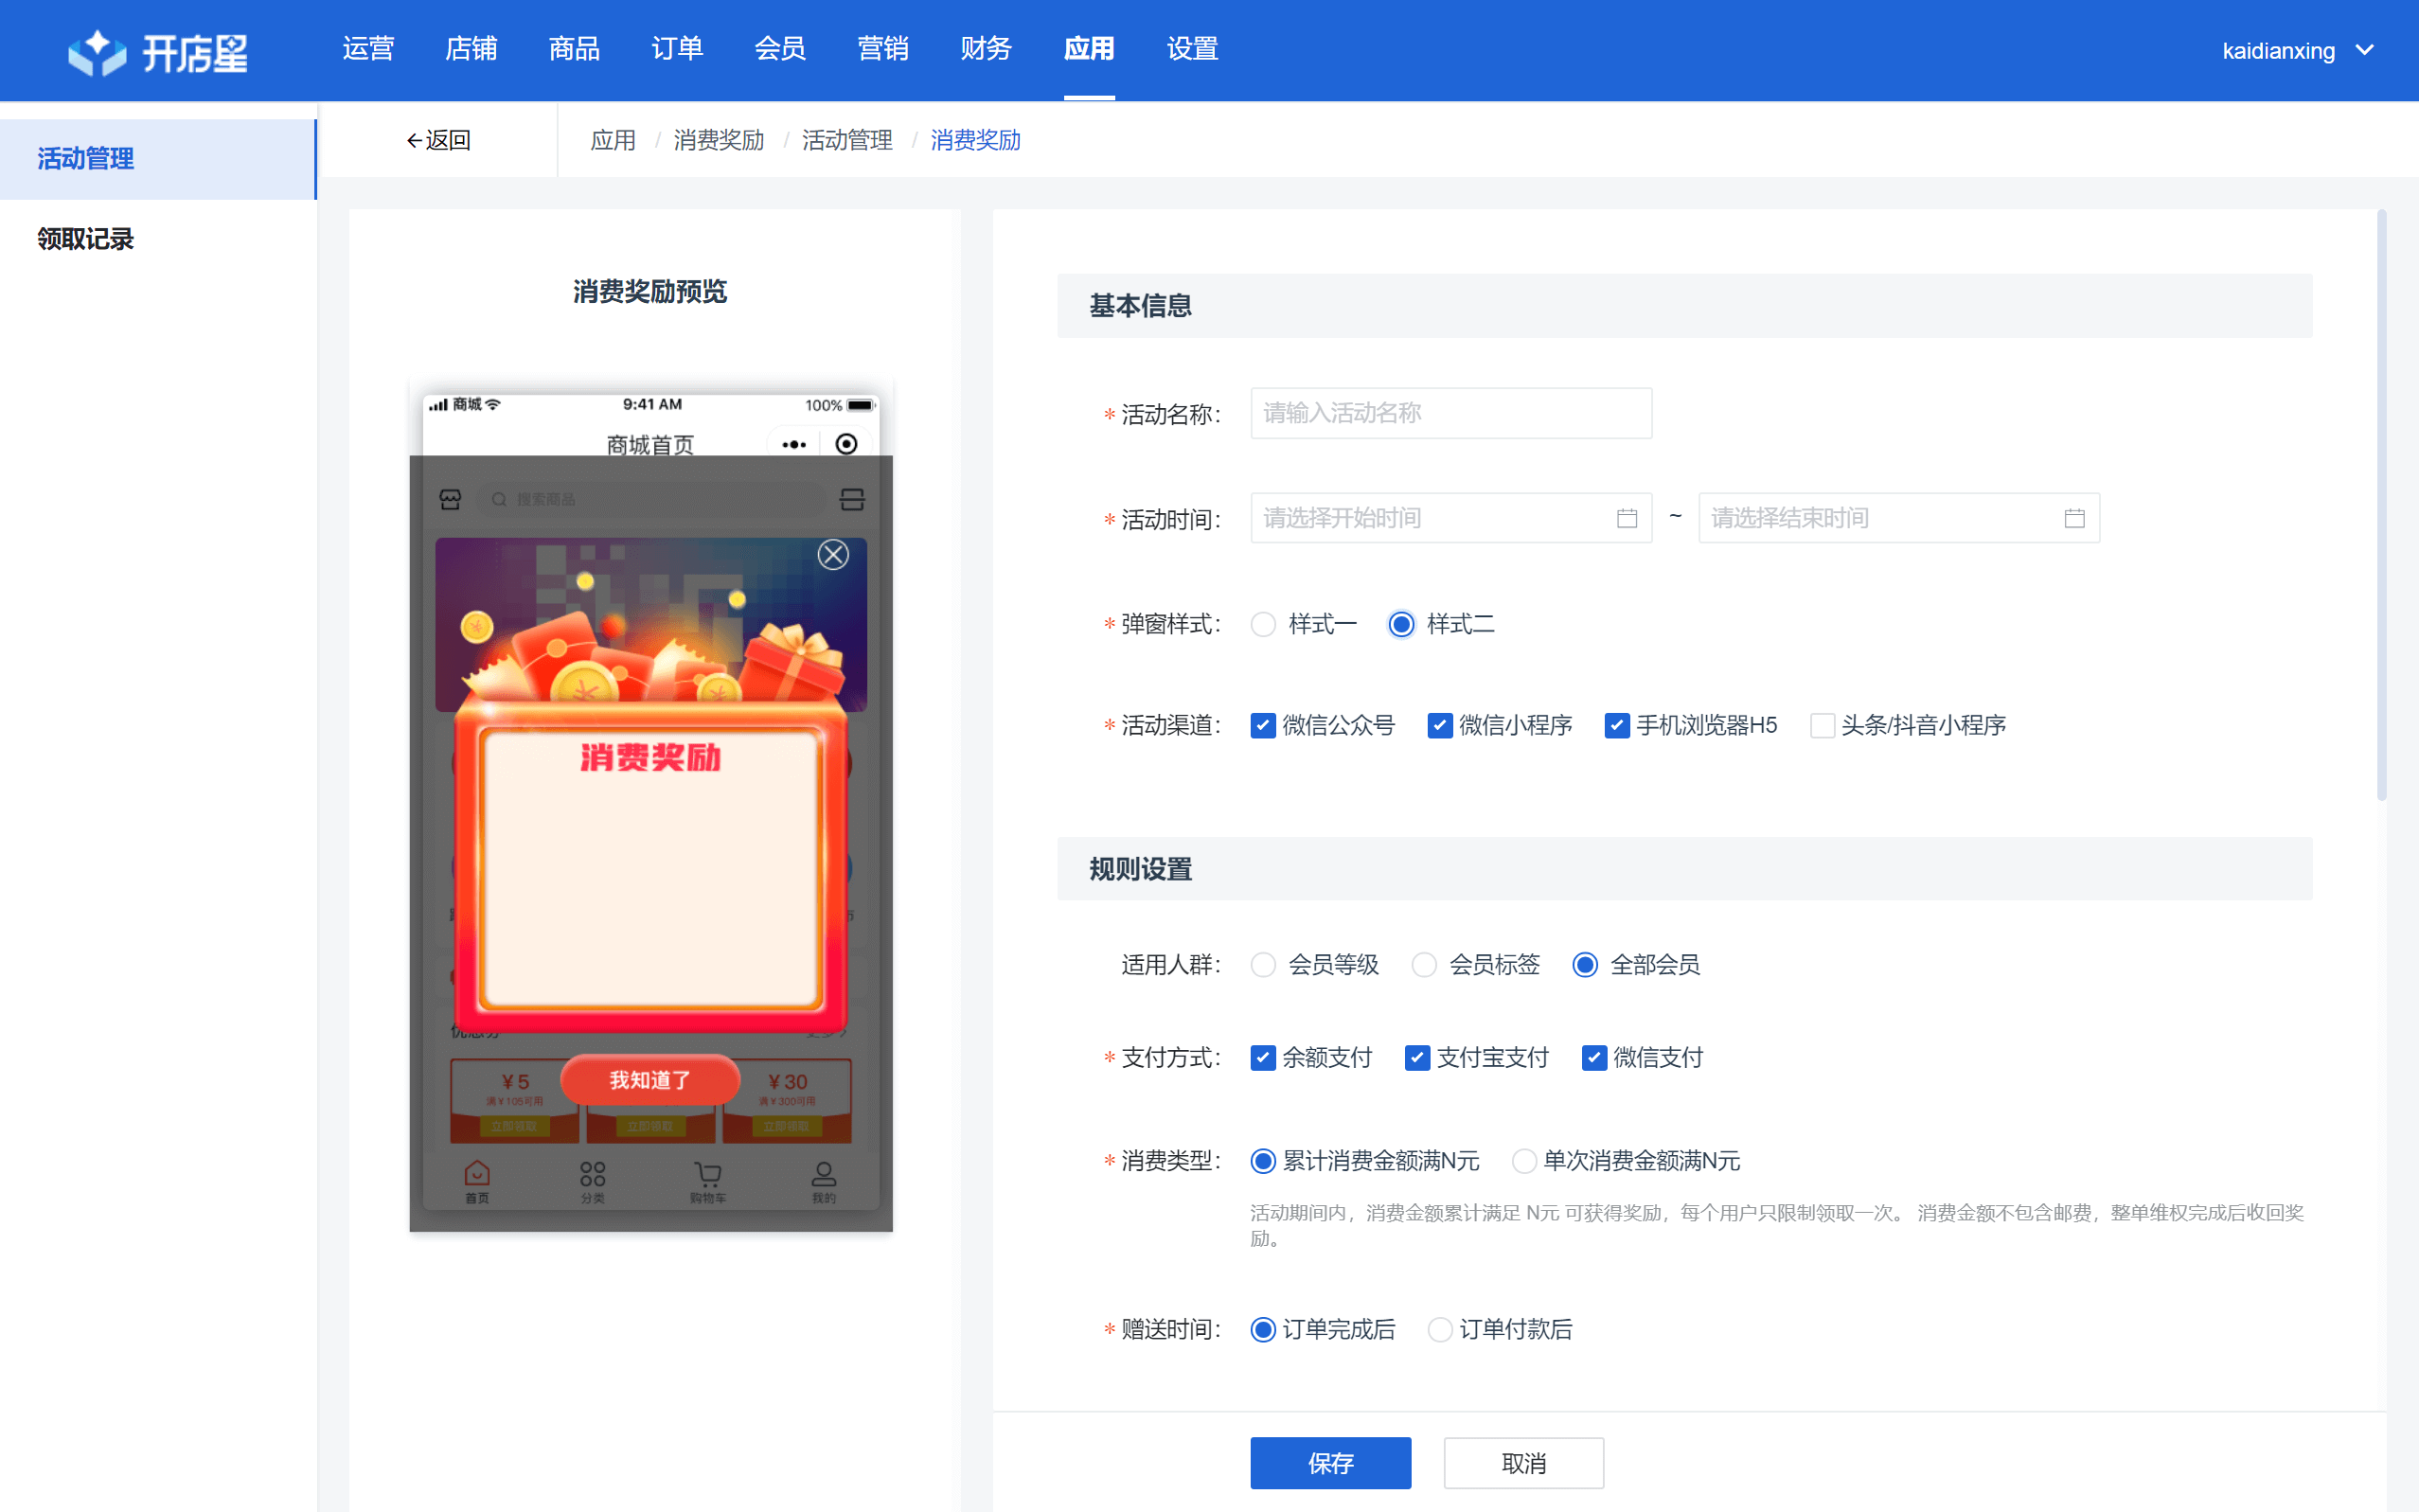 开店星
运营 店铺 商品 订单 会员 营销 财务 应用 设置
kaidianxing
活动管理
领取记录
返回
应用 / 消费奖励 / 活动管理 / 消费奖励
消费奖励预览
商城 9:41 AM 100%
商城首页
搜索商品
消费奖励
更多
¥5
满¥105可用
立即领取
立即领取
¥30
满¥300可用
立即领取
我知道了
首页 分类 购物车 我的
基本信息
* 活动名称: 请输入活动名称
* 活动时间: 请选择开始时间 ~ 请选择结束时间
* 弹窗样式: 样式一 样式二
* 活动渠道: 微信公众号 微信小程序 手机浏览器H5 头条/抖音小程序
规则设置
适用人群: 会员等级 会员标签 全部会员
* 支付方式: 余额支付 支付宝支付 微信支付
* 消费类型: 累计消费金额满N元 单次消费金额满N元
活动期间内，消费金额累计满足 N元 可获得奖励，每个用户只限制领取一次。 消费金额不包含邮费，整单维权完成后收回奖
励。
* 赠送时间: 订单完成后 订单付款后
保存 取消